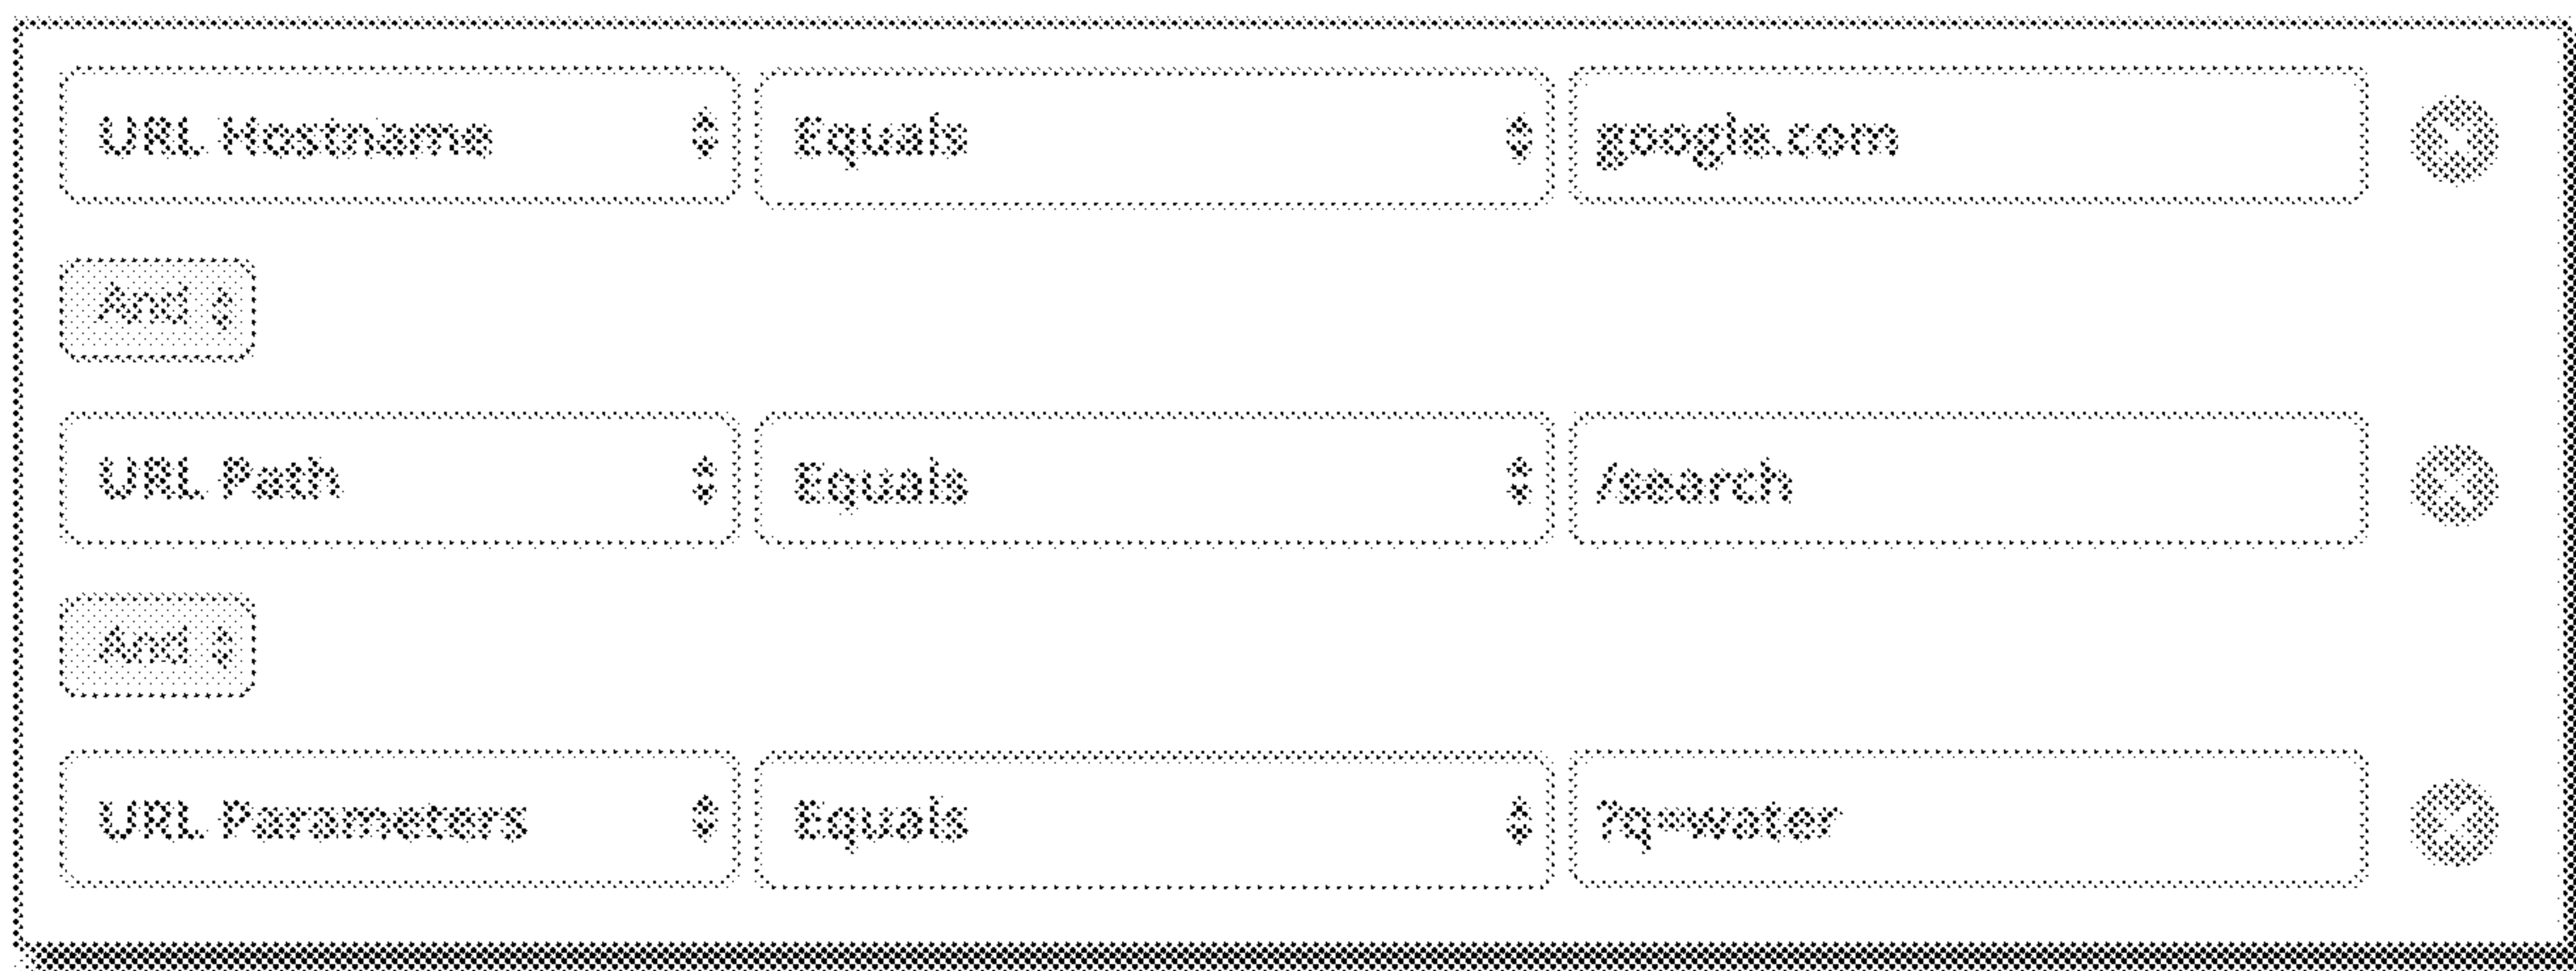 URL Hostname Equals google.com
And
URL Path Equals /search
And
URL Parameters Equals ?q=water